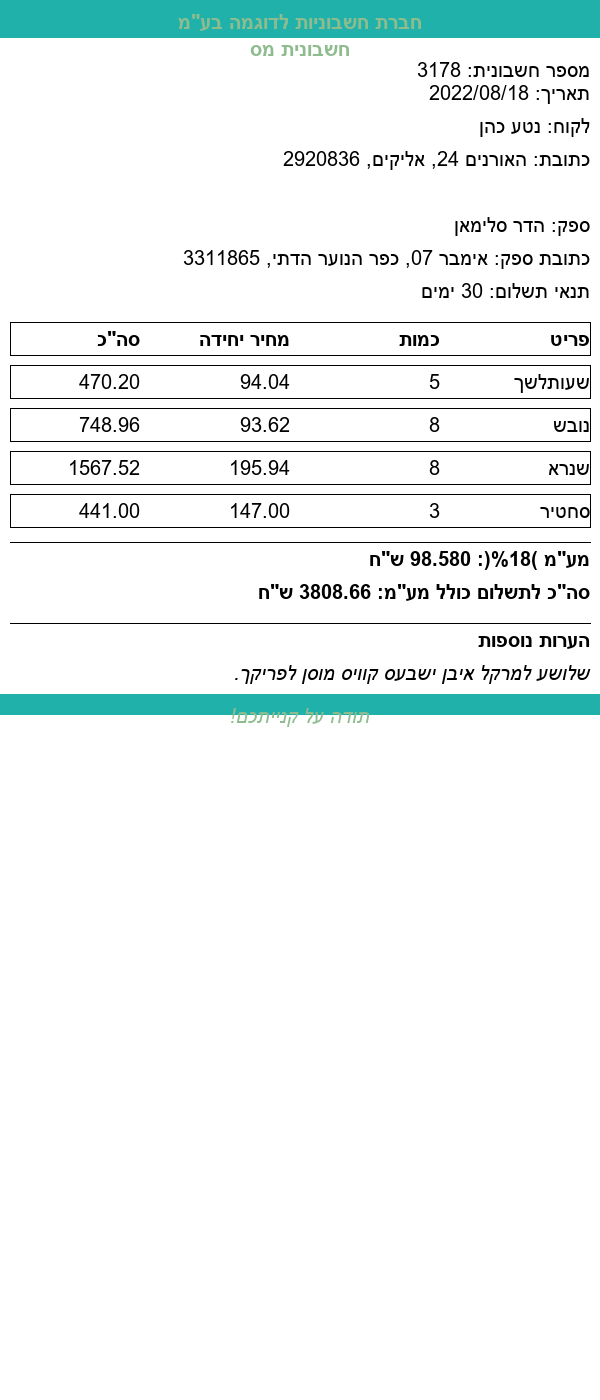 חברת חשבוניות לדוגמה בע"מ
חשבונית מס
מספר חשבונית: 3178
תאריך: 2022/08/18
לקוח: נטע כהן
כתובת: האורנים 24, אליקים, 2920836
ספק: הדר סלימאן
כתובת ספק: אימבר 07, כפר הנוער הדתי, 3311865
תנאי תשלום: 30 ימים
פריט כמות מחיר יחידה סה"כ
שעותלשך 5 94.04 470.20
נובש 8 93.62 748.96
שנרא 8 195.94 1567.52
סחטיר 3 147.00 441.00
מע"מ )18%(: 98.580 ש"ח
סה"כ לתשלום כולל מע"מ: 3808.66 ש"ח
הערות נוספות
שלושע למרקל איבן ישבעס קוויס מוסן לפריקך.
תודה על קנייתכם!